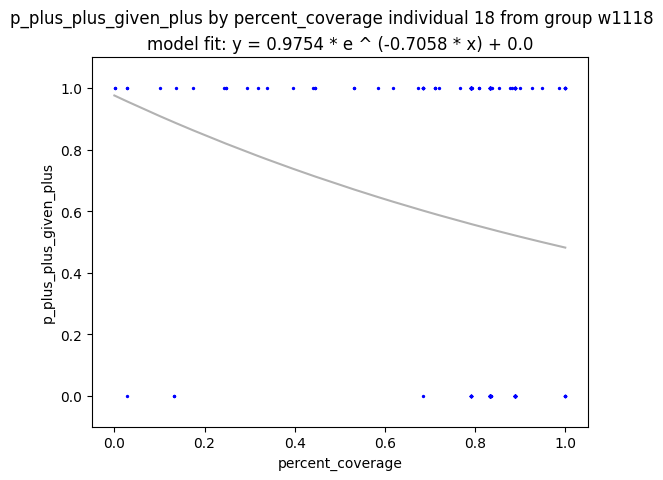 p_plus_plus_given_plus by percent_coverage individual 18 from group w1118
model fit: y = 0.9754 * e ^ (-0.7058 * x) + 0.0
1.0
0.8
0.6
0.4
0.2
0.0
p_plus_plus_given_plus
0.0 0.2 0.4 0.6 0.8 1.0
percent_coverage